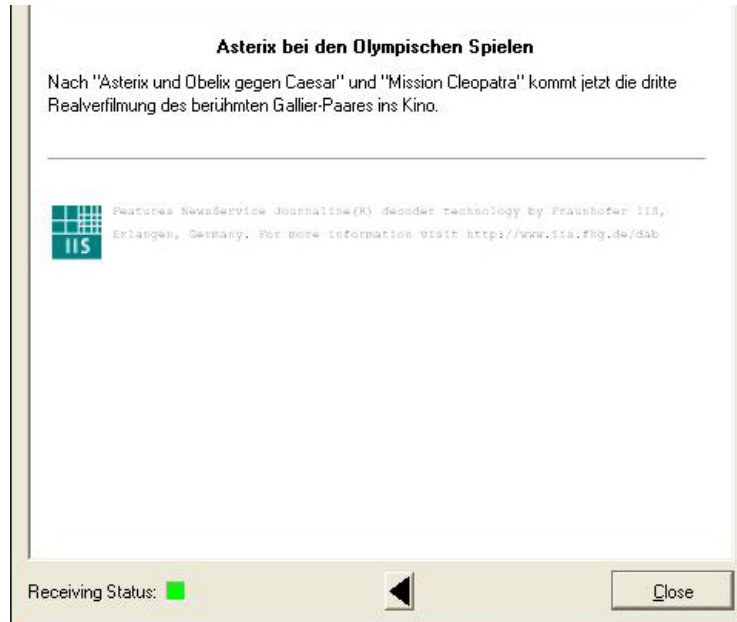 Asterix bei den Olympischen Spielen
Nach "Asterix und Obelix gegen Caesar" und "Mission Cleopatra" kommt jetzt die dritte
Realverfilmung des berühmten Gallier-Paares ins Kino.
Features NewsService Journaline(R) decoder technology by Fraunhofer IIS,
Erlangen, Germany. For more information visit http://www.iis.fhg.de/dab
IIS
Receiving Status:
Close